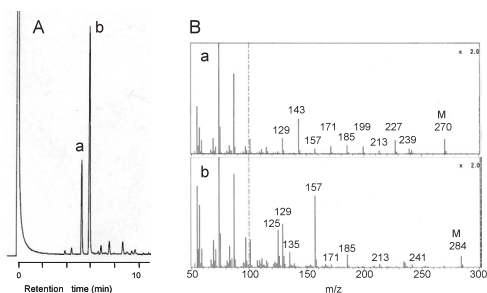 A
b
a
0
10
Retention time (min)
B
a
x 2.0
143
129
157
171
185
199
213
227
239
M
270
b
x 2.0
157
129
125
135
171
185
213
241
M
284
50
100
150
200
250
300
m/z